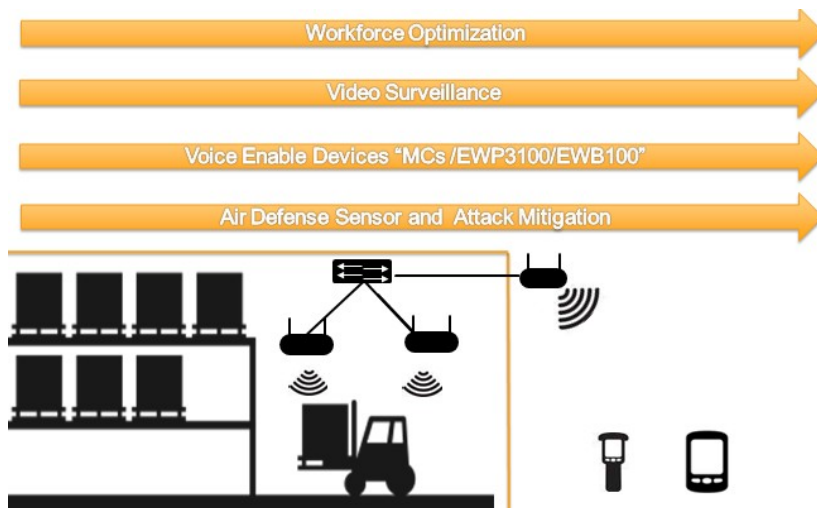 Workforce Optimization
Video Surveillance
Voice Enable Devices “MCs /EWP3100/EWB100”
Air Defense Sensor and Attack Mitigation